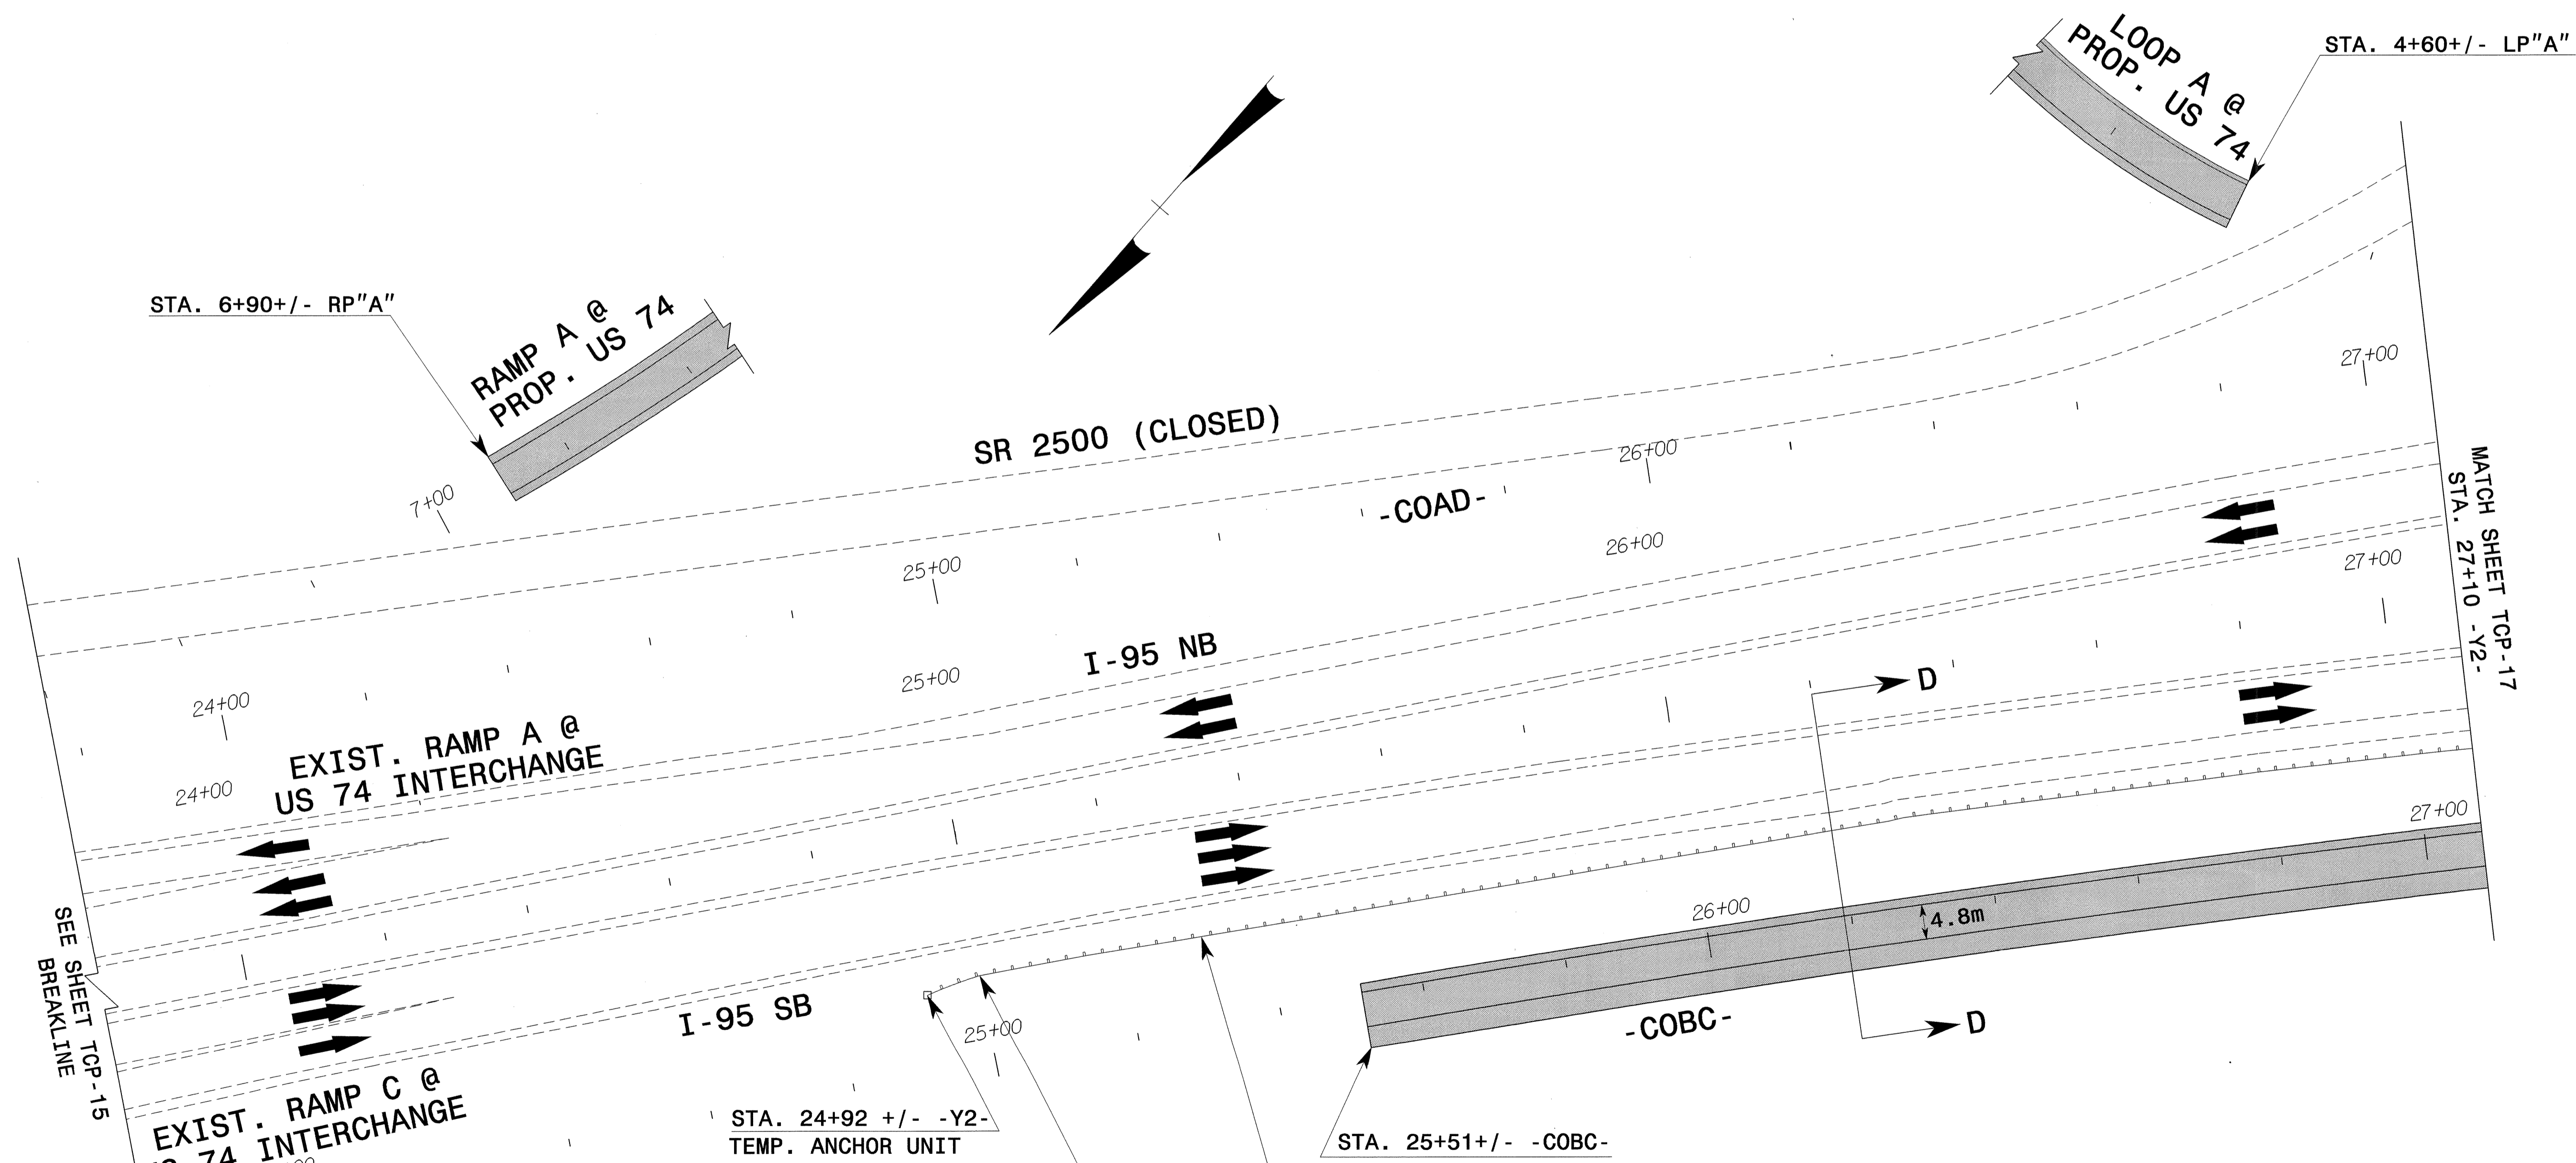 LOOP A @
PROP. US 74
STA. 4+60+/- LP"A"
STA. 6+90+/- RP"A"
RAMP A @
PROP. US 74
7+00
SR 2500 (CLOSED)
-COAD-
26+00
27+00
25+00
24+00
26+00
27+00
25+00
24+00
I-95 NB
EXIST. RAMP A @
US 74 INTERCHANGE
MATCH SHEET TCP-17
STA. 27+10 -Y2-
D
SEE SHEET TCP-15
BREAKLINE
I-95 SB
25+00
26+00
27+00
4.8m
-COBC-
D
EXIST. RAMP C @
74 INTERCHANGE
STA. 24+92 +/- -Y2-
TEMP. ANCHOR UNIT
STA. 25+51+/- -COBC-